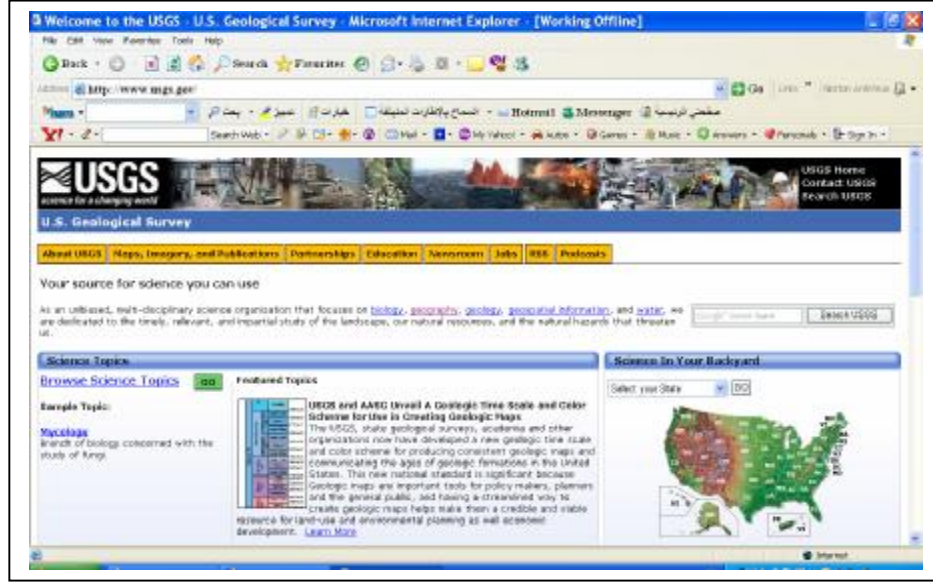 Welcome to the USGS - U.S. Geological Survey - Microsoft Internet Explorer - [Working Offline]
File Edit View Favorites Tools Help
Back Search Favorites
Address http://www.usgs.gov/ Go Links Norton AntiVirus
Hotmail Messenger
Search Web Mail My Yahoo! Autos Games Music Answers Personals Sign In
USGS
science for a changing world
USGS Home
Contact USGS
Search USGS
U.S. Geological Survey
About USGS Maps, Imagery, and Publications Partnerships Education Newsroom Jobs RSS Podcasts
Your source for science you can use
As an unbiased, multi-disciplinary science organization that focuses on biology, geography, geology, geospatial information, and water, we
are dedicated to the timely, relevant, and impartial study of the landscape, our natural resources, and the natural hazards that threaten
us.
Search USGS
Science Topics
Browse Science Topics GO
Sample Topic:
Mycology
Branch of biology concerned with the
study of fungi.
Featured Topics
USGS and AASG Unveil A Geologic Time Scale and Color
Scheme for Use in Creating Geologic Maps
The USGS, state geological surveys, academia and other
organizations now have developed a new geologic time scale
and color scheme for producing consistent geologic maps and
communicating the ages of geologic formations in the United
States. This new national standard is significant because
Geologic maps are important tools for policy makers, planners
and the general public, and having a streamlined way to
create geologic maps helps make them a credible and viable
resource for land-use and environmental planning as well economic
development. Learn More
Science In Your Backyard
Select your State GO
Internet